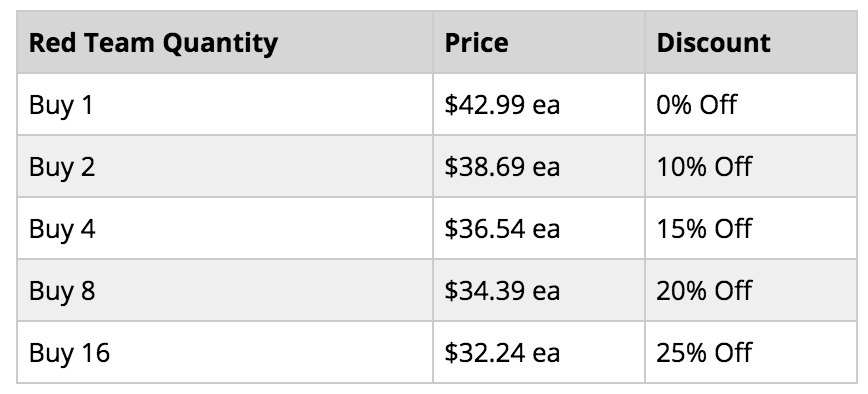 Red Team Quantity Price Discount
Buy 1 $42.99 ea 0% Off
Buy 2 $38.69 ea 10% Off
Buy 4 $36.54 ea 15% Off
Buy 8 $34.39 ea 20% Off
Buy 16 $32.24 ea 25% Off